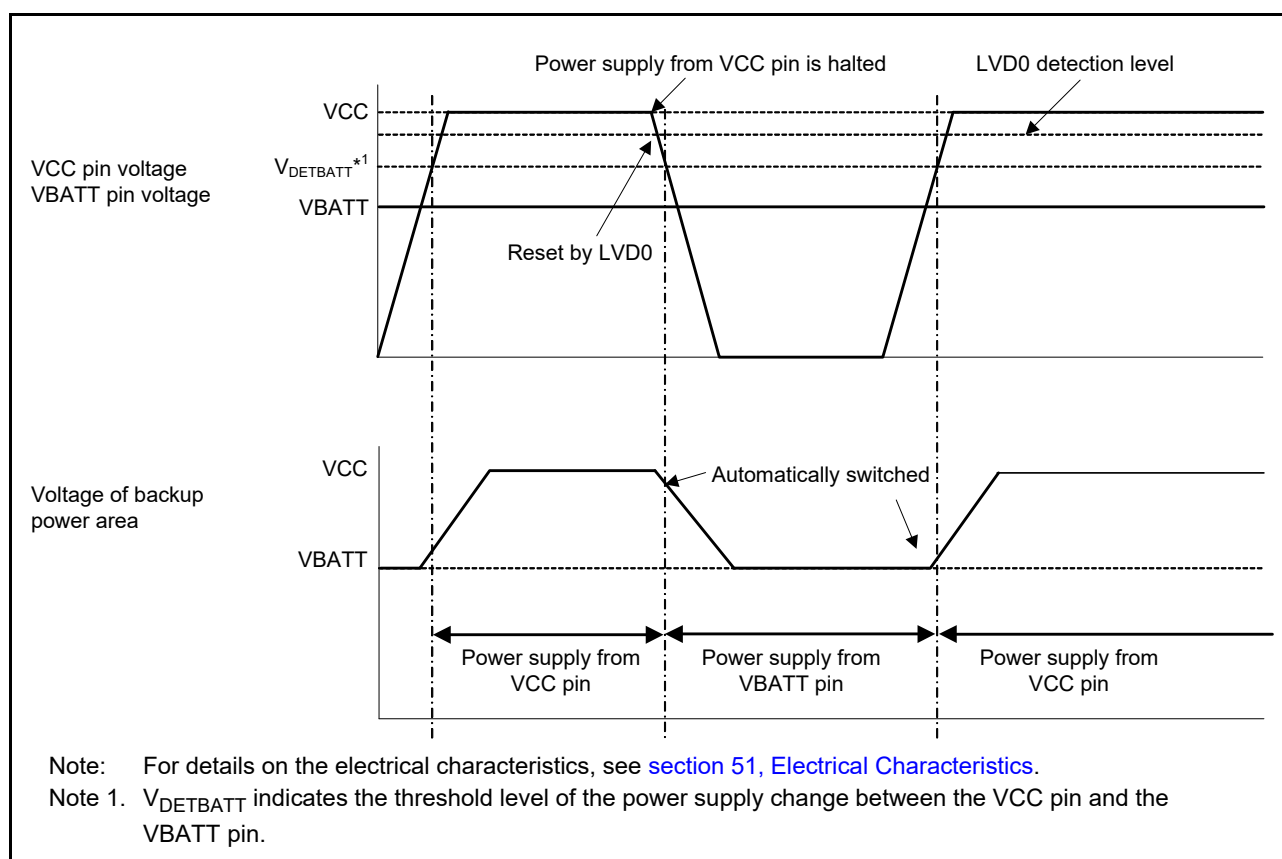 Power supply from VCC pin is halted
LVD0 detection level
VCC
VCC pin voltage
VBATT pin voltage
VDETBATT*1
VBATT
Reset by LVD0
VCC
Automatically switched
Voltage of backup
power area
VBATT
Power supply from
VCC pin
Power supply from
VBATT pin
Power supply from
VCC pin
Note: For details on the electrical characteristics, see section 51, Electrical Characteristics.
Note 1. VDETBATT indicates the threshold level of the power supply change between the VCC pin and the
VBATT pin.